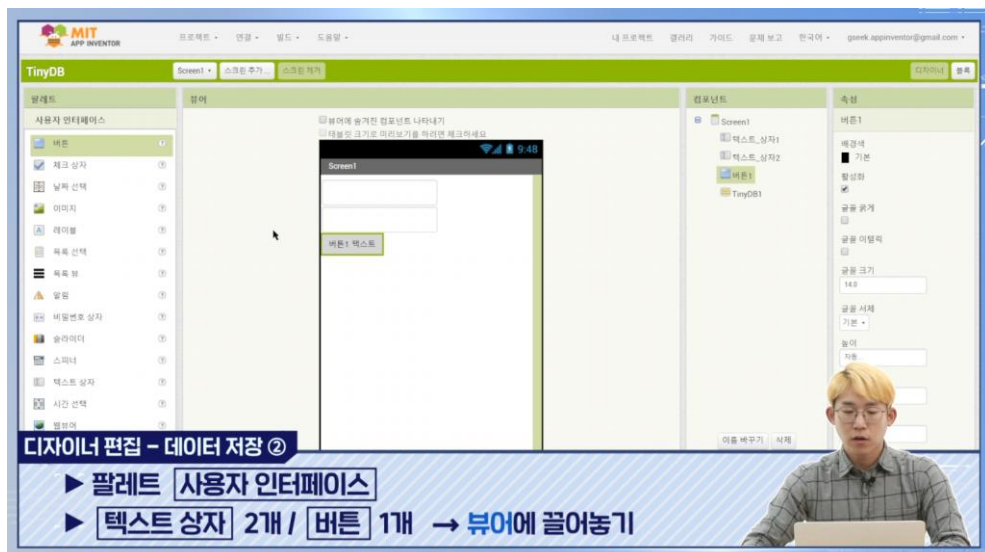 MIT
APP INVENTOR
프로젝트 연결 빌드 도움말 내 프로젝트 갤러리 가이드 문제 보고 한국어 gseek.appinventor@gmail.com
TinyDB Screen1 스크린 추가... 스크린 제거 디자이너 블록
팔레트 뷰어 컴포넌트 속성
사용자 인터페이스
버튼
체크 상자
날짜 선택
이미지
레이블
목록 선택
목록 뷰
알림
비밀번호 상자
슬라이더
스피너
텍스트 상자
시간 선택
웹뷰어
뷰어에 숨겨진 컴포넌트 나타내기
태블릿 크기로 미리보기를 하려면 체크하세요
9:48
Screen1
버튼1 텍스트
Screen1
텍스트_상자1
텍스트_상자2
버튼1
TinyDB1
이름 바꾸기 삭제
버튼1
배경색
기본
활성화
글꼴 굵게
글꼴 이탤릭
글꼴 크기
14.0
글꼴 서체
기본
높이
자동...
디자이너 편집 – 데이터 저장 ②
▶ 팔레트 사용자 인터페이스
▶ 텍스트 상자 2개 / 버튼 1개 → 뷰어에 끌어놓기